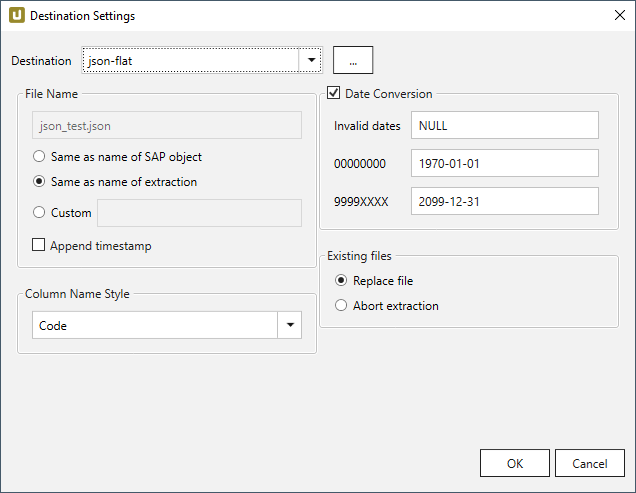 Destination Settings
Destination
json-flat
...
File Name
json_test.json
Same as name of SAP object
Same as name of extraction
Custom
Append timestamp
Column Name Style
Code
Date Conversion
Invalid dates NULL
00000000 1970-01-01
9999XXXX 2099-12-31
Existing files
Replace file
Abort extraction
OK
Cancel